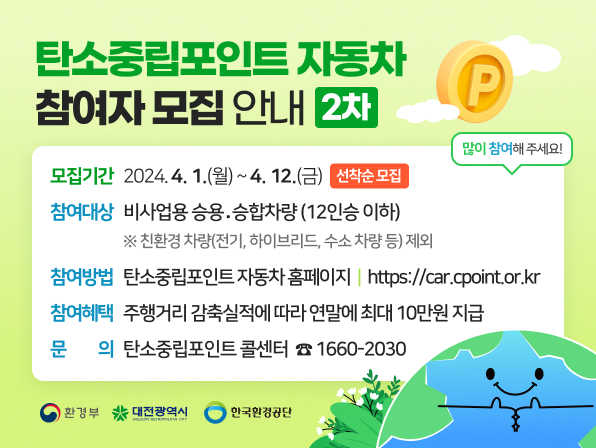 탄소중립포인트 자동차
참여자 모집 안내 2차
P
많이 참여해 주세요!
모집기간 2024. 4. 1.(월) ~ 4. 12.(금) 선착순 모집
참여대상 비사업용 승용.승합차량 (12인승 이하)
※ 친환경 차량(전기, 하이브리드, 수소 차량 등) 제외
참여방법 탄소중립포인트 자동차 홈페이지 | https://car.cpoint.or.kr
참여혜택 주행거리 감축실적에 따라 연말에 최대 10만원 지급
문 의 탄소중립포인트 콜센터 ☎ 1660-2030
환경부 대전광역시 한국환경공단
DAEJEON METROPOLITAN CITY